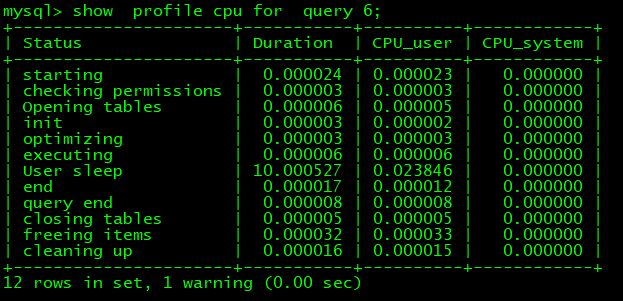 mysql> show  profile cpu for  query 6;
+----------------------+-----------+----------+------------+
| Status               | Duration  | CPU_user | CPU_system |
+----------------------+-----------+----------+------------+
| starting             |  0.000024 | 0.000023 |   0.000000 |
| checking permissions |  0.000003 | 0.000003 |   0.000000 |
| Opening tables       |  0.000006 | 0.000005 |   0.000000 |
| init                 |  0.000003 | 0.000002 |   0.000000 |
| optimizing           |  0.000003 | 0.000003 |   0.000000 |
| executing            |  0.000006 | 0.000006 |   0.000000 |
| User sleep           | 10.000527 | 0.023846 |   0.000000 |
| end                  |  0.000017 | 0.000012 |   0.000000 |
| query end            |  0.000008 | 0.000008 |   0.000000 |
| closing tables       |  0.000005 | 0.000005 |   0.000000 |
| freeing items        |  0.000032 | 0.000033 |   0.000000 |
| cleaning up          |  0.000016 | 0.000015 |   0.000000 |
+----------------------+-----------+----------+------------+
12 rows in set, 1 warning (0.00 sec)